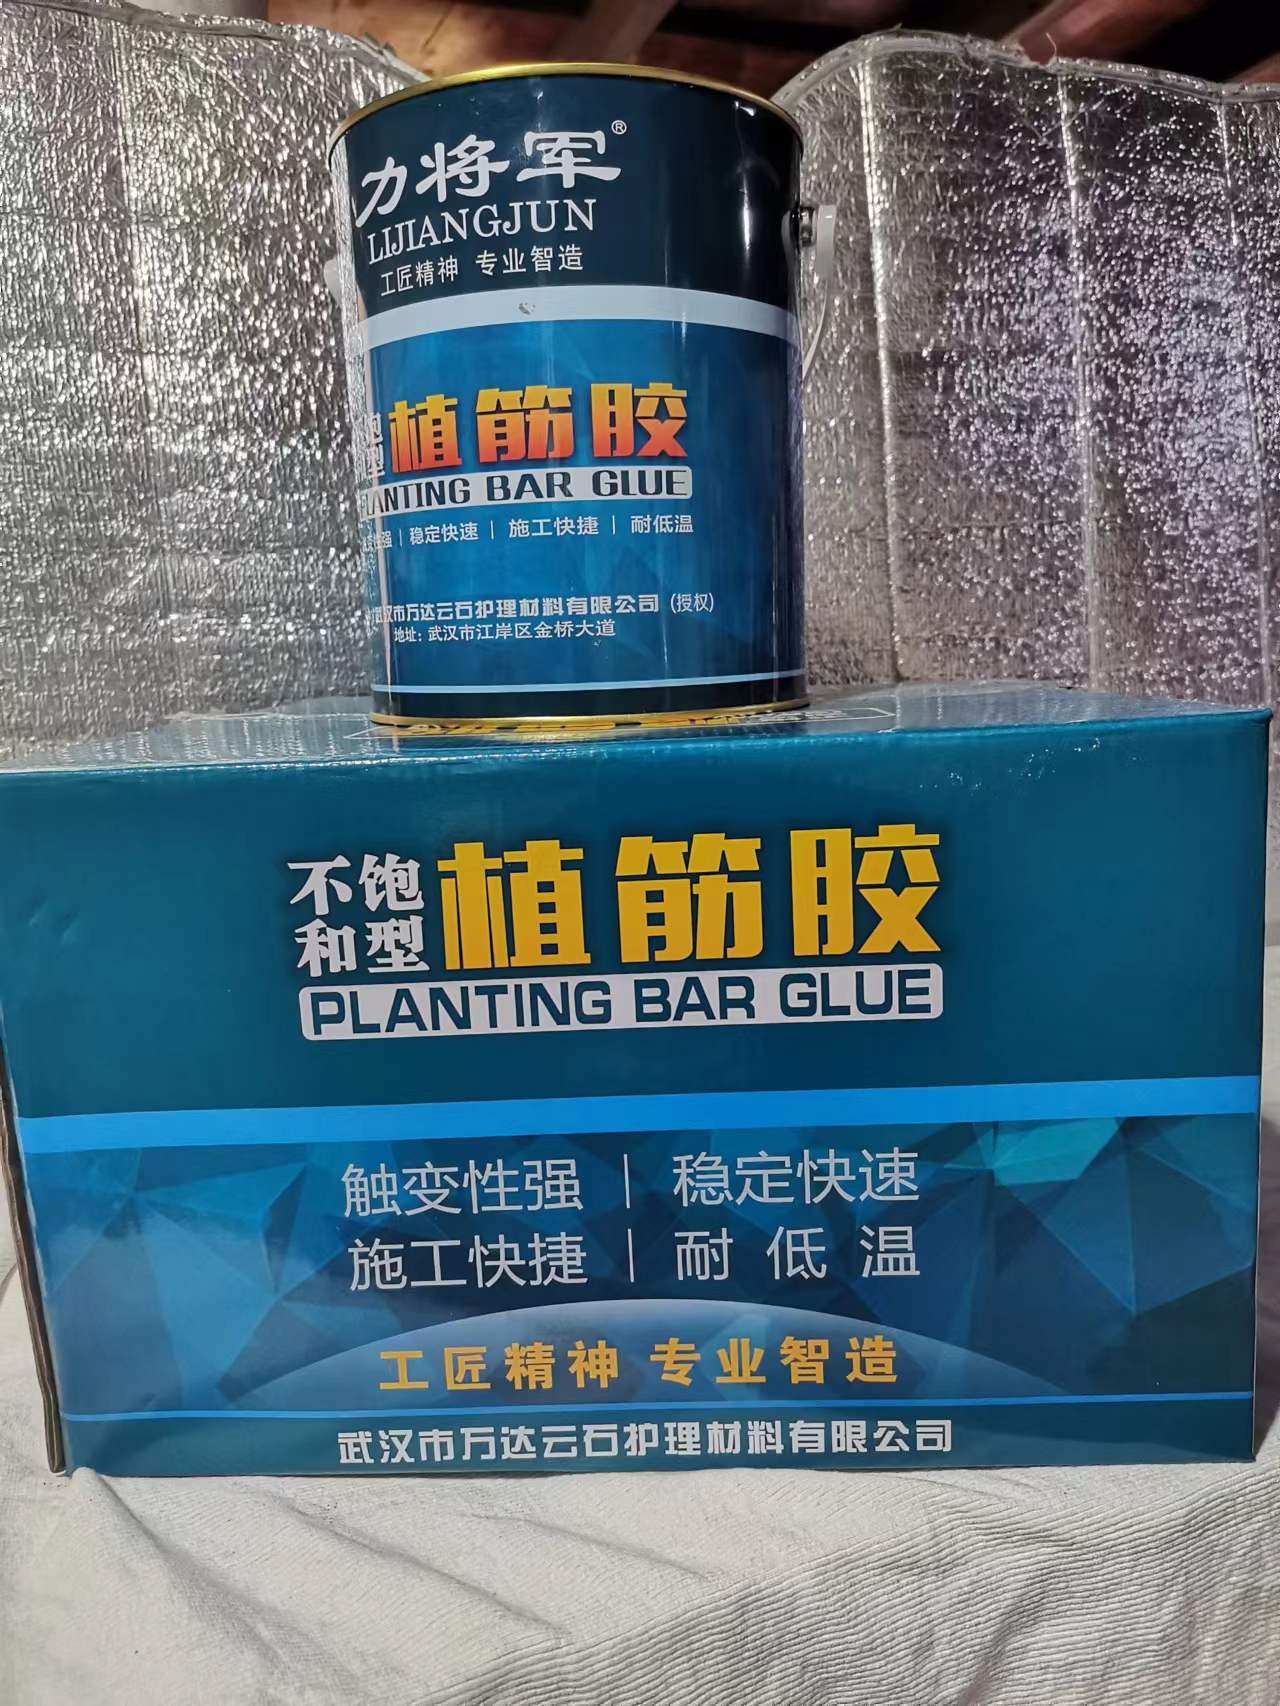 力将军®
LIJIANGJUN
工匠精神 专业智造
植筋胶
型
PLANTING BAR GLUE
强 | 稳定快速 | 施工快捷 | 耐低温
武汉市万达云石护理材料有限公司 (授权)
地址: 武汉市江岸区金桥大道
不饱
和型
植筋胶
PLANTING BAR GLUE
触变性强 | 稳定快速
施工快捷 | 耐低温
工匠精神 专业智造
武汉市万达云石护理材料有限公司